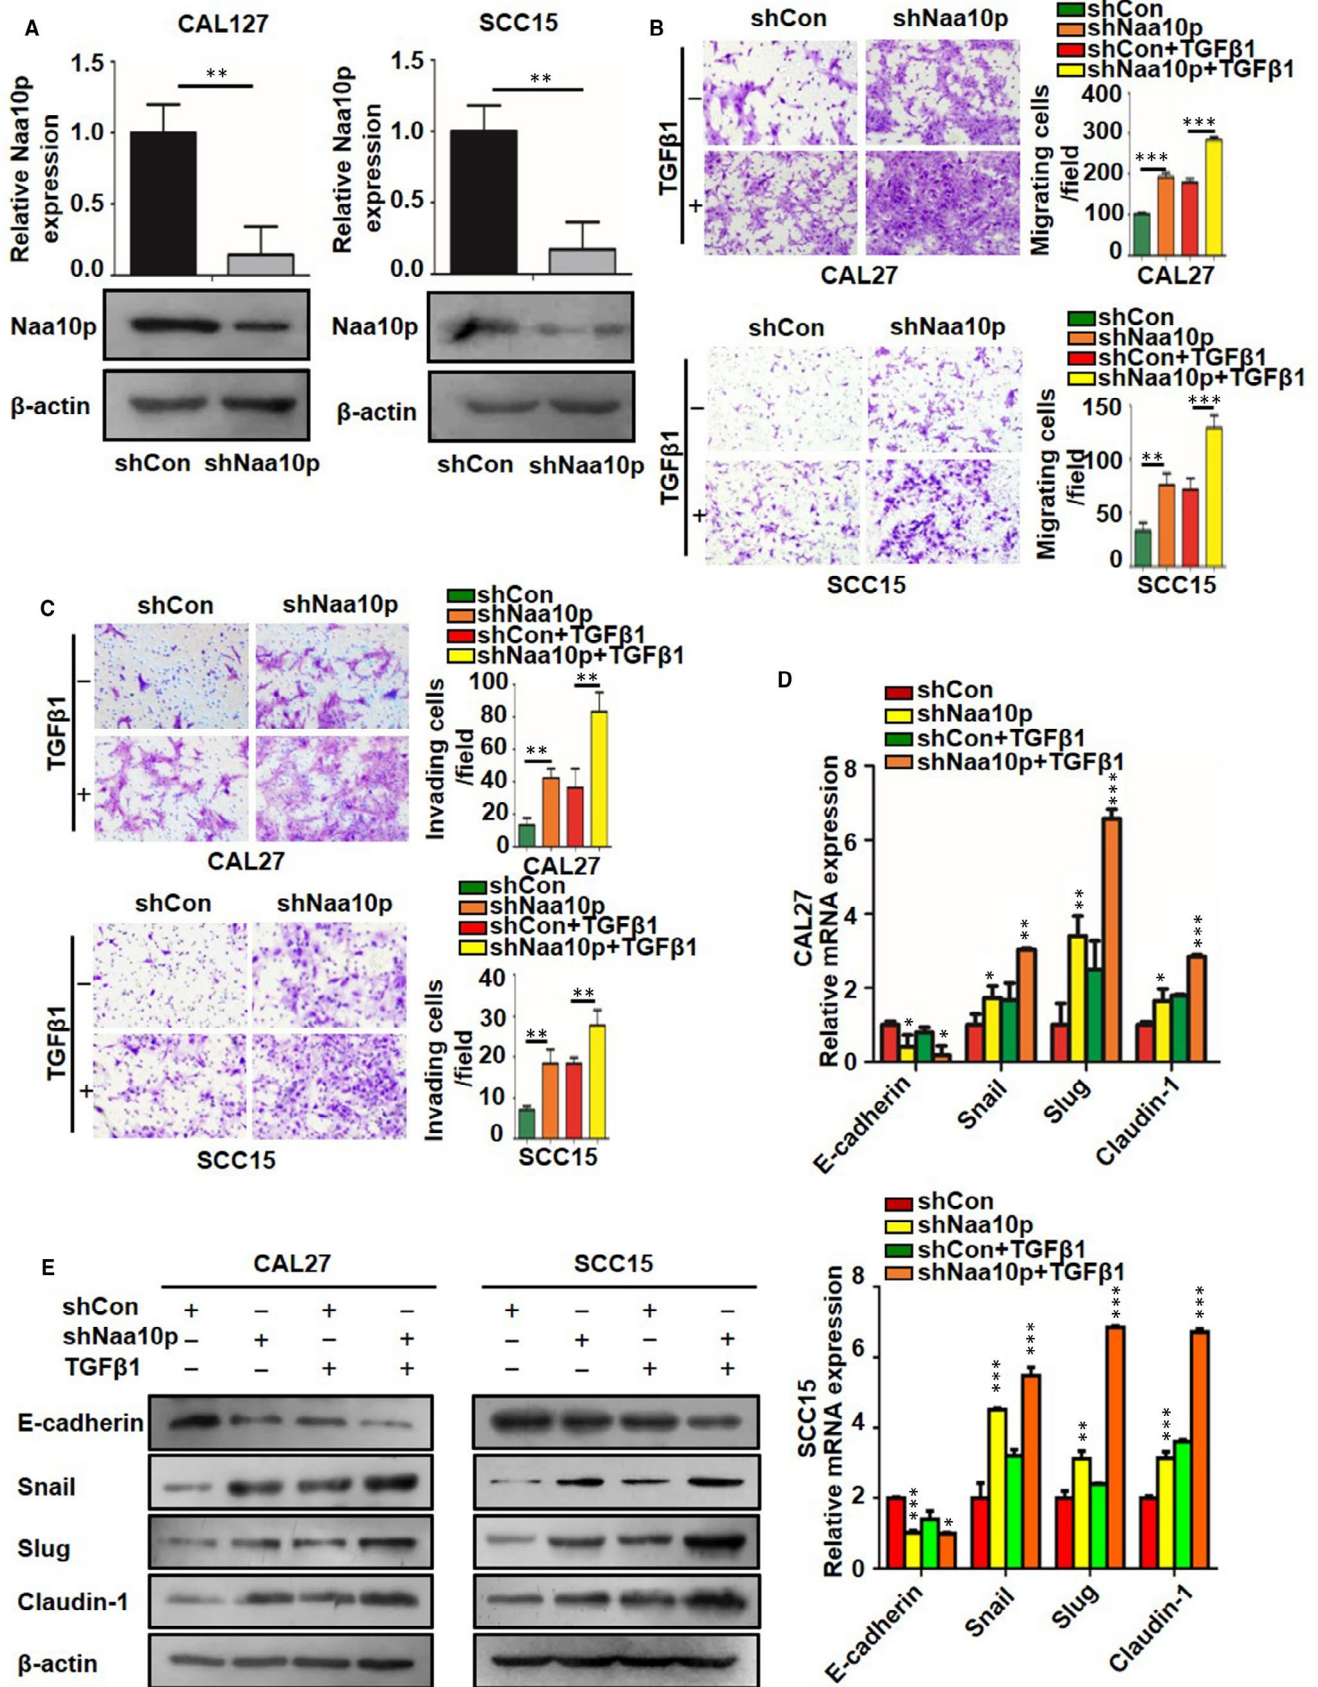 A
CAL127
SCC15
Relative Naa10p
expression
1.5
1.0
0.5
0.0
**
Relative Naa10p
expression
1.5
1.0
0.5
0.0
**
Naa10p
β-actin
shCon shNaa10p
Naa10p
β-actin
shCon shNaa10p
B
shCon shNaa10p
TGFβ1
−
+
CAL27
shCon
shNaa10p
shCon+TGFβ1
shNaa10p+TGFβ1
Migrating cells
/field
400
300
200
100
0
***
***
CAL27
shCon shNaa10p
TGFβ1
−
+
SCC15
shCon
shNaa10p
shCon+TGFβ1
shNaa10p+TGFβ1
Migrating cells
/field
150
100
50
0
**
***
SCC15
C
shCon shNaa10p
TGFβ1
−
+
CAL27
shCon
shNaa10p
shCon+TGFβ1
shNaa10p+TGFβ1
Invading cells
/field
100
80
60
40
20
0
**
**
CAL27
shCon shNaa10p
TGFβ1
−
+
SCC15
shCon
shNaa10p
shCon+TGFβ1
shNaa10p+TGFβ1
Invading cells
/field
40
30
20
10
0
**
**
SCC15
D
shCon
shNaa10p
shCon+TGFβ1
shNaa10p+TGFβ1
CAL27
Relative mRNA expression
8
6
4
2
0
* * * ** ** *** * ***
E-cadherin Snail Slug Claudin-1
shCon
shNaa10p
shCon+TGFβ1
shNaa10p+TGFβ1
SCC15
Relative mRNA expression
8
6
4
2
0
*** * *** *** ** *** *** ***
E-cadherin Snail Slug Claudin-1
E
CAL27 SCC15
shCon + − + − + − + −
shNaa10p − + − + − + − +
TGFβ1 − − + + − − + +
E-cadherin
Snail
Slug
Claudin-1
β-actin